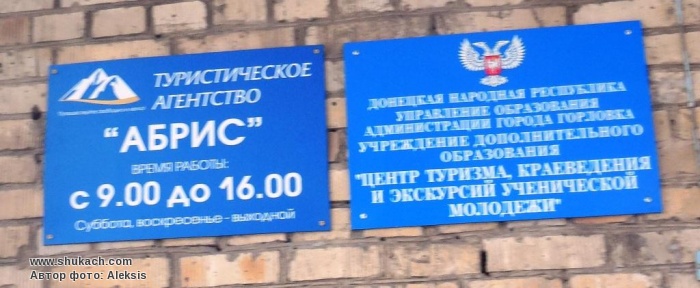 ТУРИСТИЧЕСКОЕ
АГЕНТСТВО
"АБРИС"
ВРЕМЯ РАБОТЫ:
с 9.00 до 16.00
Суббота, воскресенье - выходной
ДОНЕЦКАЯ НАРОДНАЯ РЕСПУБЛИКА
УПРАВЛЕНИЕ ОБРАЗОВАНИЯ
АДМИНИСТРАЦИИ ГОРОДА ГОРЛОВКА
УЧРЕЖДЕНИЕ ДОПОЛНИТЕЛЬНОГО
ОБРАЗОВАНИЯ
"ЦЕНТР ТУРИЗМА, КРАЕВЕДЕНИЯ
И ЭКСКУРСИЙ УЧЕНИЧЕСКОЙ
МОЛОДЕЖИ"
www.shukach.com
Автор фото: Aleksis